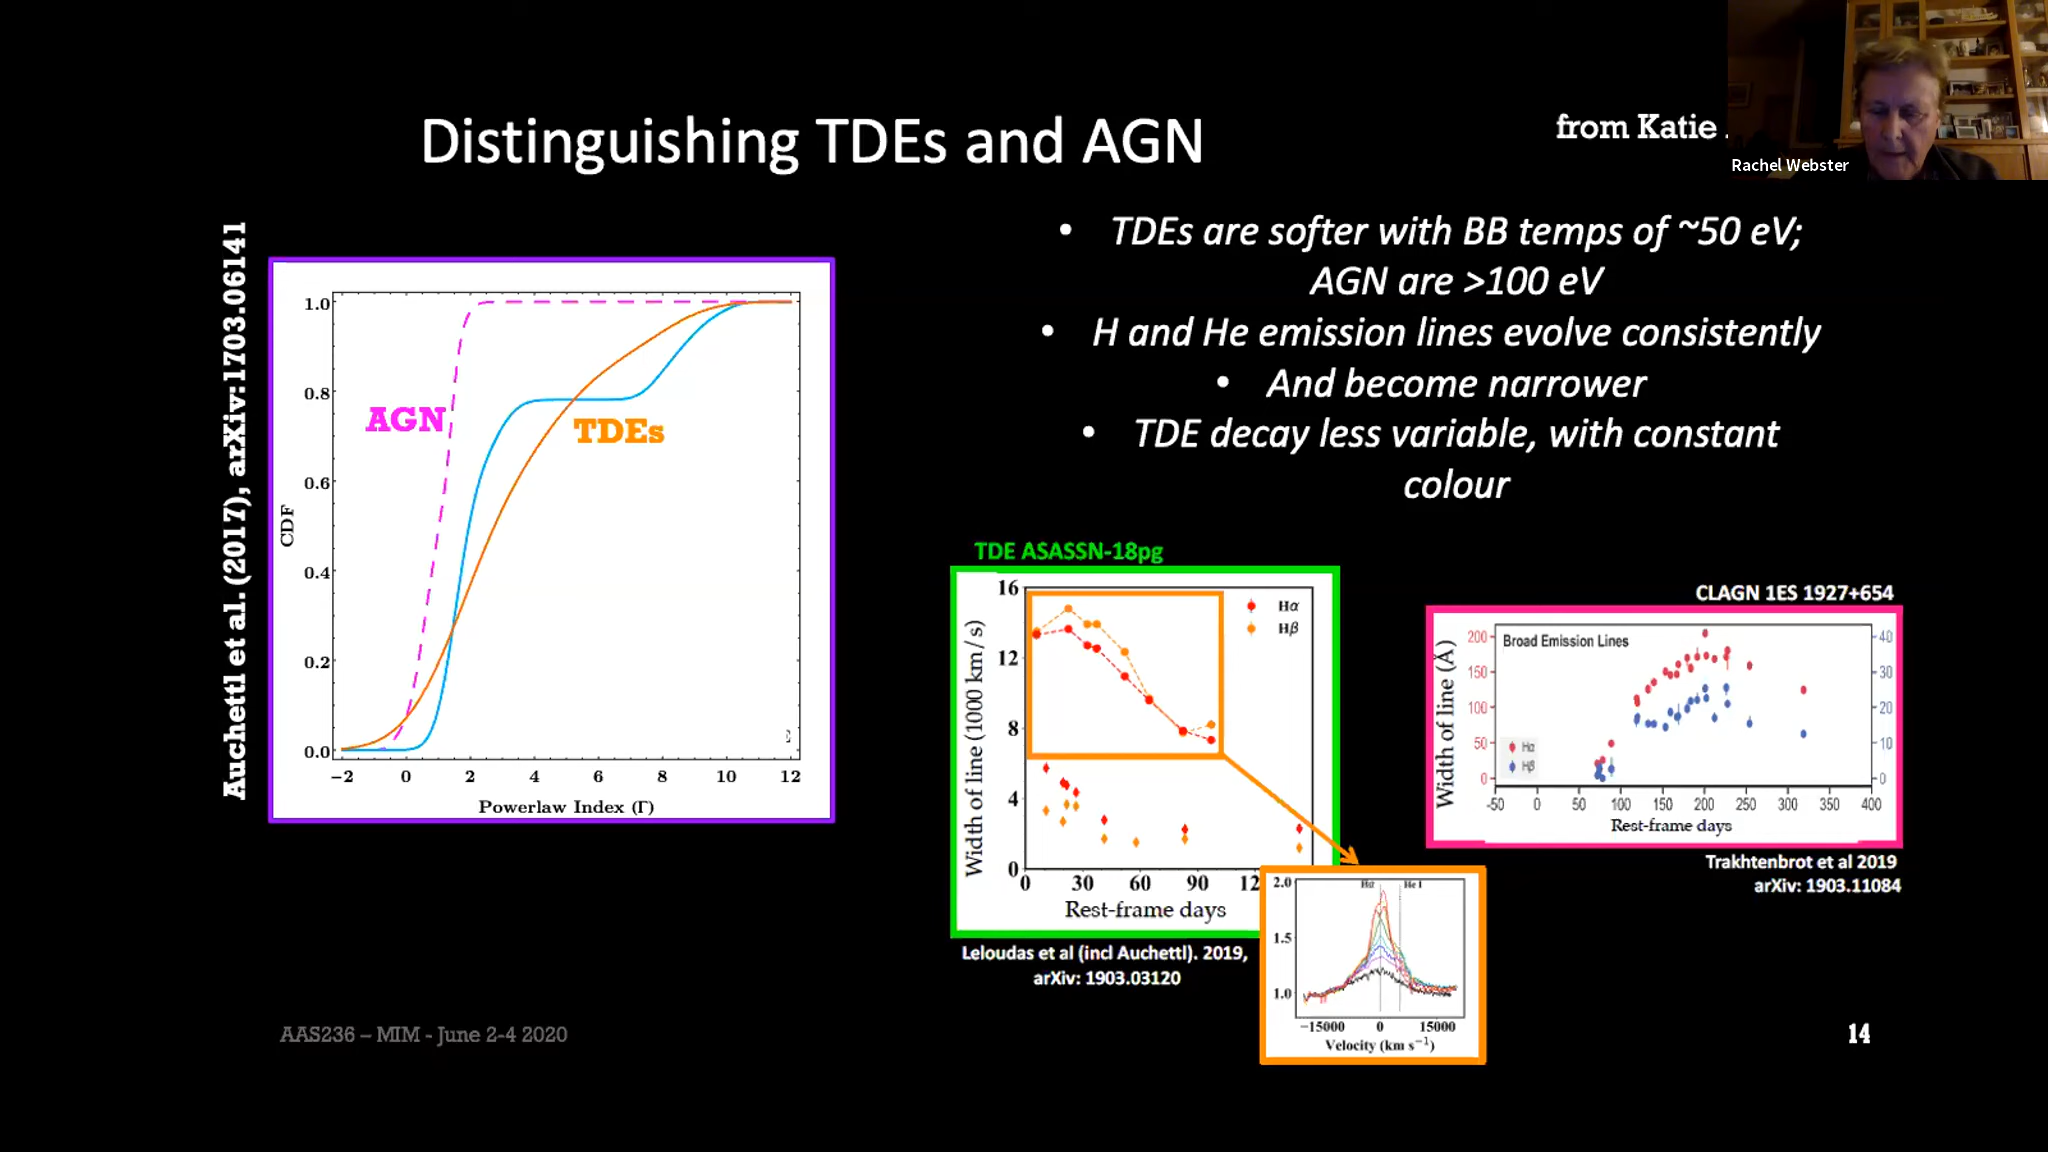 Distinguishing TDEs and AGN
from Katie
Rachel Webster
Auchettl et al. (2017), arXiv:1703.06141
• TDEs are softer with BB temps of ~50 eV;
AGN are >100 eV
• H and He emission lines evolve consistently
• And become narrower
• TDE decay less variable, with constant
colour
1.0
0.8
0.6
0.4
0.2
0.0
CDF
AGN
TDEs
−2 0 2 4 6 8 10 12
Powerlaw Index (Γ)
TDE ASASSN-18pg
16
12
8
4
0
Width of line (1000 km/s)
Hα
Hβ
0 30 60 90 12
Rest-frame days
Leloudas et al (incl Auchettl). 2019,
arXiv: 1903.03120
2.0
1.5
1.0
Hα He I
−15000 0 15000
Velocity (km s⁻¹)
CLAGN 1ES 1927+654
Broad Emission Lines
Width of line (Å)
200
150
100
50
0
40
30
20
10
0
Hα
Hβ
-50 0 50 100 150 200 250 300 350 400
Rest-frame days
Trakhtenbrot et al 2019
arXiv: 1903.11084
AAS236 – MIM - June 2-4 2020
14